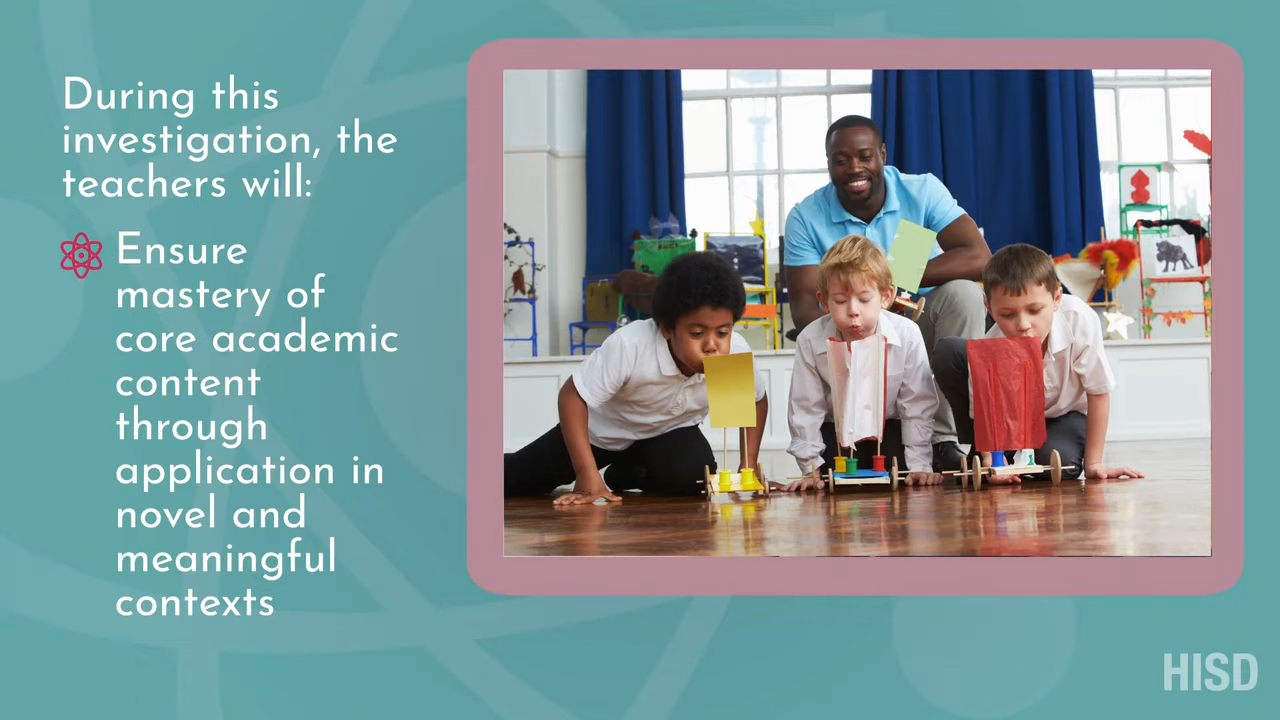 During this
investigation, the
teachers will:
Ensure
mastery of
core academic
content
through
application in
novel and
meaningful
contexts
HISD